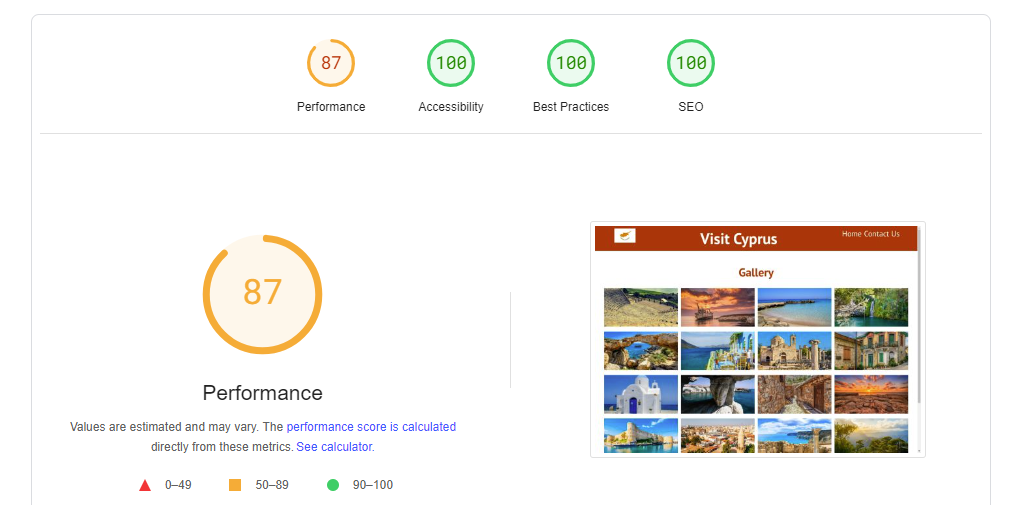 87 100 100 100
Performance Accessibility Best Practices SEO
87
Performance
Values are estimated and may vary. The performance score is calculated
directly from these metrics. See calculator.
0–49 50–89 90–100
Visit Cyprus Home Contact Us
Gallery